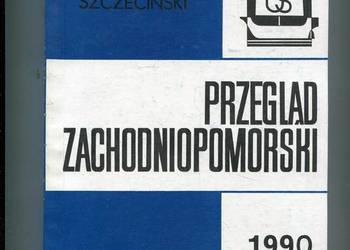 SZCZECIŃSKI
PRZEGLĄD
ZACHODNIOPOMORSKI
1990